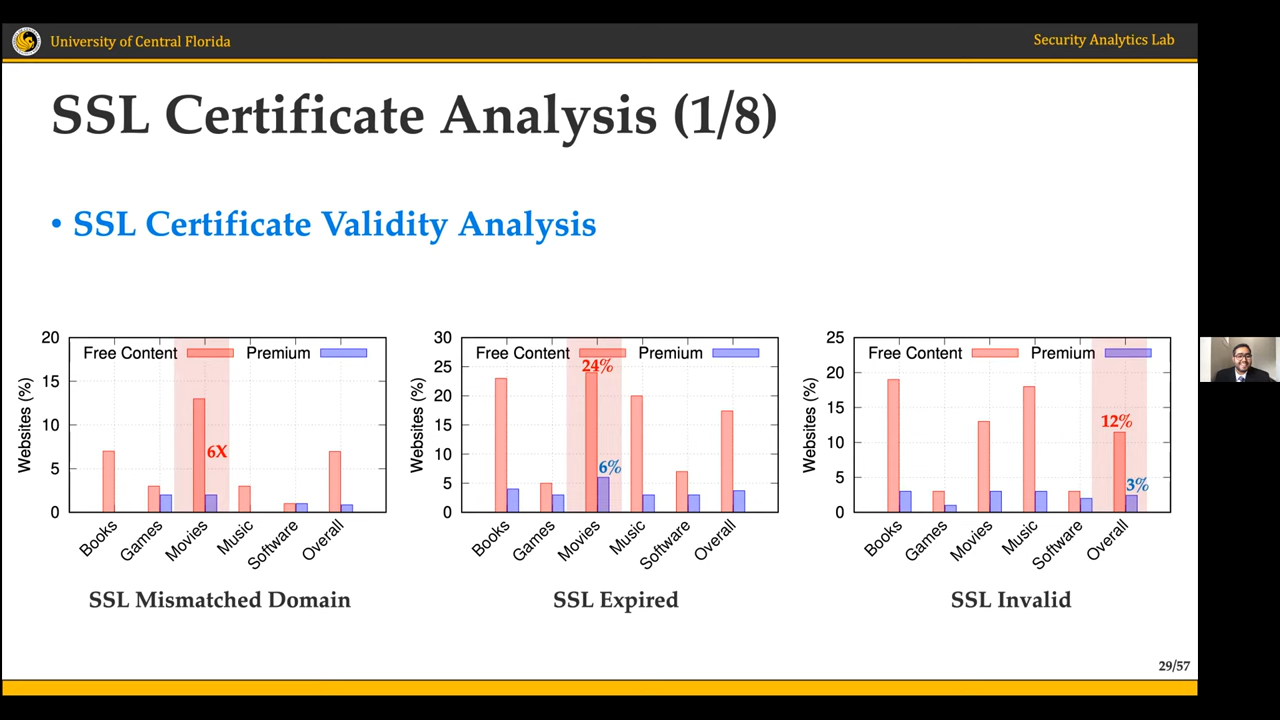 University of Central Florida
Security Analytics Lab
SSL Certificate Analysis (1/8)
• SSL Certificate Validity Analysis
20
15
10
5
0
Websites (%)
Free Content
Premium
6X
Books
Games
Movies
Music
Software
Overall
SSL Mismatched Domain
30
25
20
15
10
5
0
Websites (%)
Free Content
Premium
24%
6%
Books
Games
Movies
Music
Software
Overall
SSL Expired
25
20
15
10
5
0
Websites (%)
Free Content
Premium
12%
3%
Books
Games
Movies
Music
Software
Overall
SSL Invalid
29/57